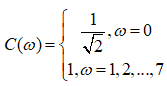 C(ω) = { 1/√2 , ω = 0
1, ω = 1, 2, ..., 7